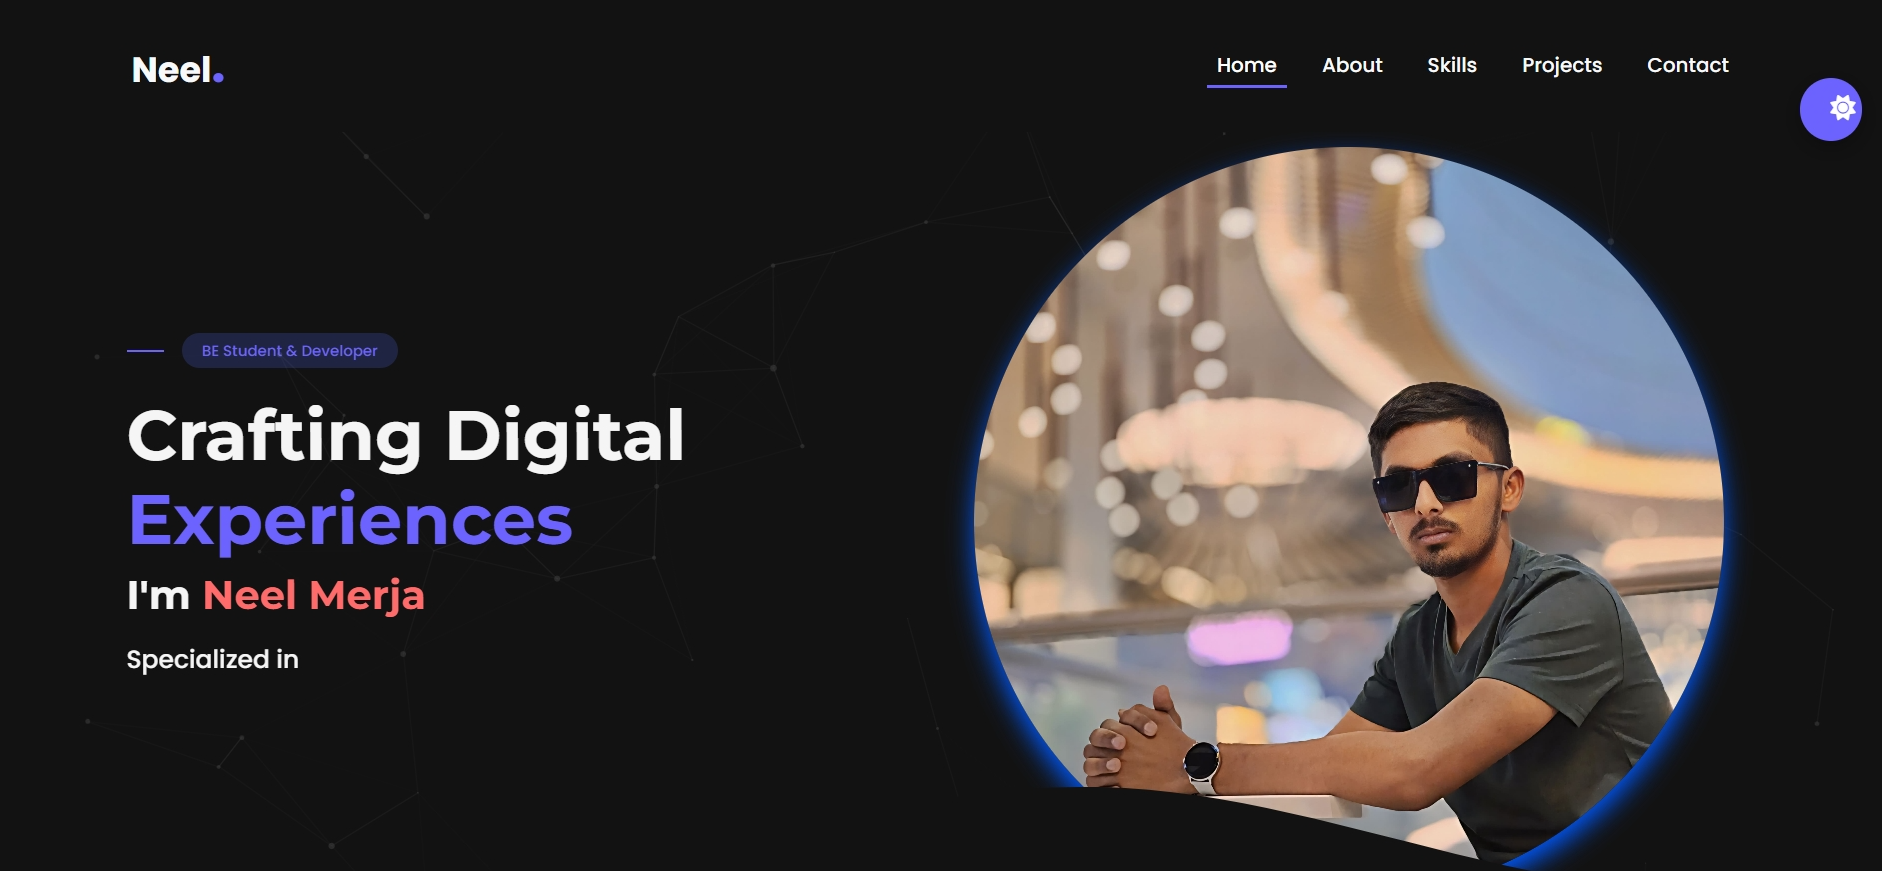 Neel.
Home About Skills Projects Contact
BE Student & Developer
Crafting Digital
Experiences
I'm Neel Merja
Specialized in